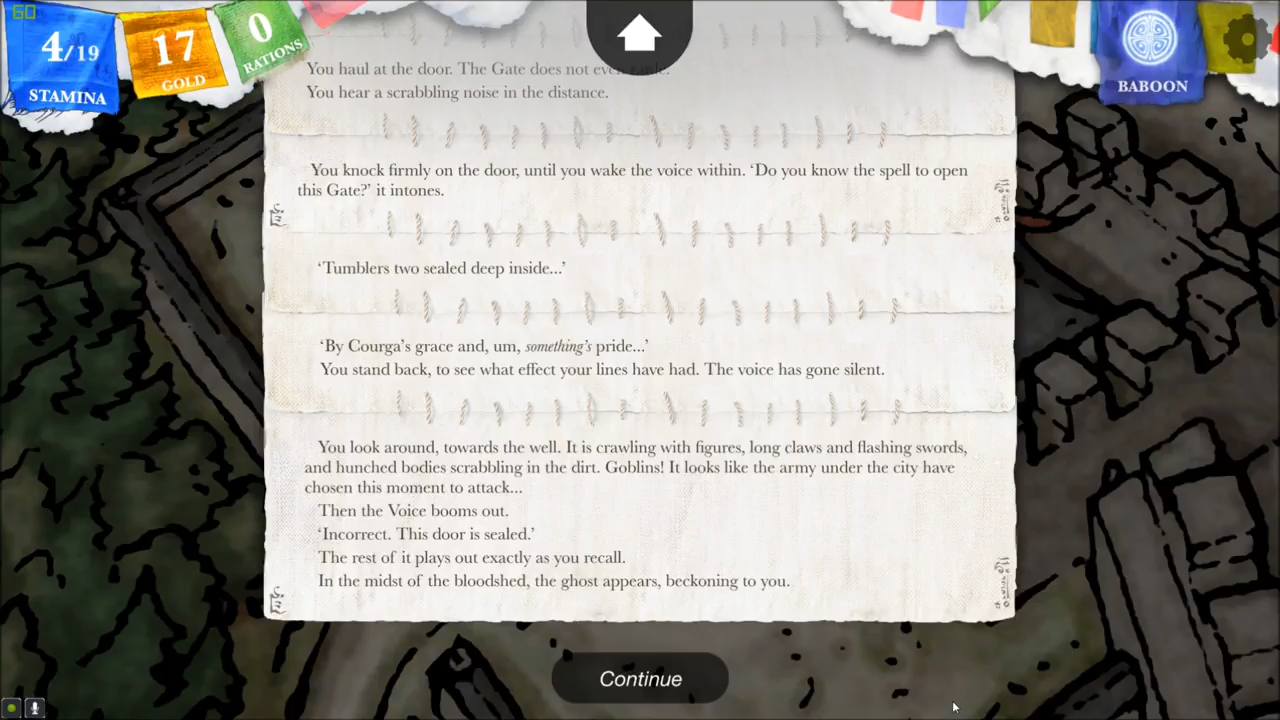 60
4/19
STAMINA
17
GOLD
0
RATIONS
BABOON
You haul at the door. The Gate does not even
You hear a scrabbling noise in the distance.
You knock firmly on the door, until you wake the voice within. ‘Do you know the spell to open
this Gate?’ it intones.
‘Tumblers two sealed deep inside...’
‘By Courga’s grace and, um, something’s pride...’
You stand back, to see what effect your lines have had. The voice has gone silent.
You look around, towards the well. It is crawling with figures, long claws and flashing swords,
and hunched bodies scrabbling in the dirt. Goblins! It looks like the army under the city have
chosen this moment to attack...
Then the Voice booms out.
‘Incorrect. This door is sealed.’
The rest of it plays out exactly as you recall.
In the midst of the bloodshed, the ghost appears, beckoning to you.
Continue